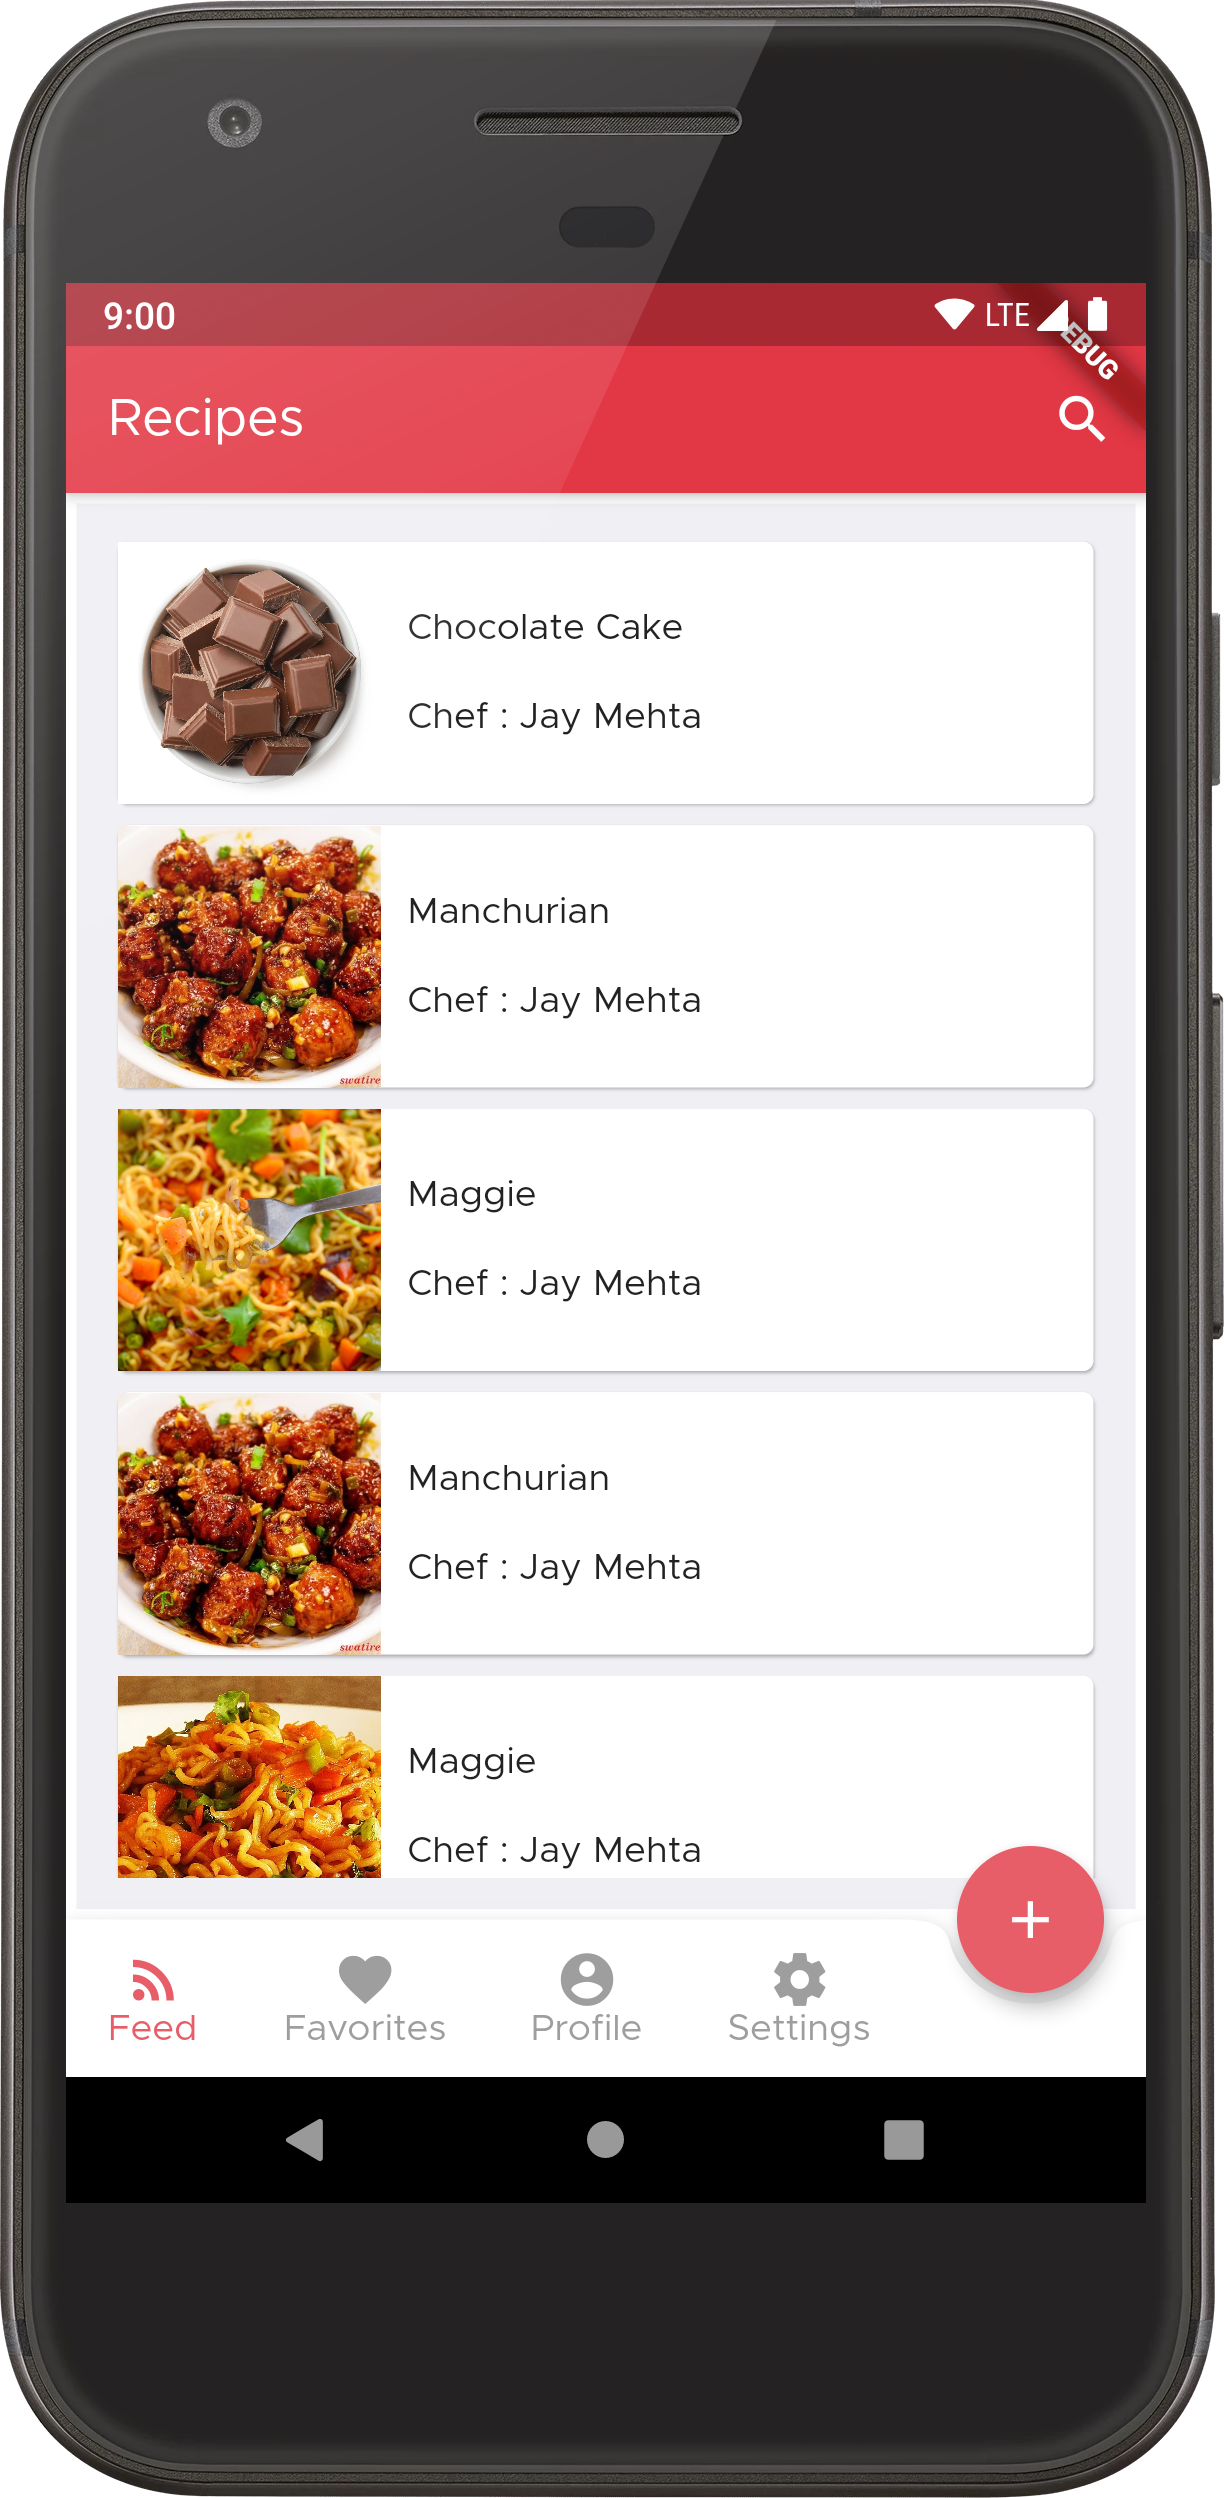 9:00
LTE
EBUG
Recipes
Chocolate Cake
Chef : Jay Mehta
Manchurian
Chef : Jay Mehta
swatire
Maggie
Chef : Jay Mehta
Manchurian
Chef : Jay Mehta
swatire
Maggie
Chef : Jay Mehta
Feed
Favorites
Profile
Settings